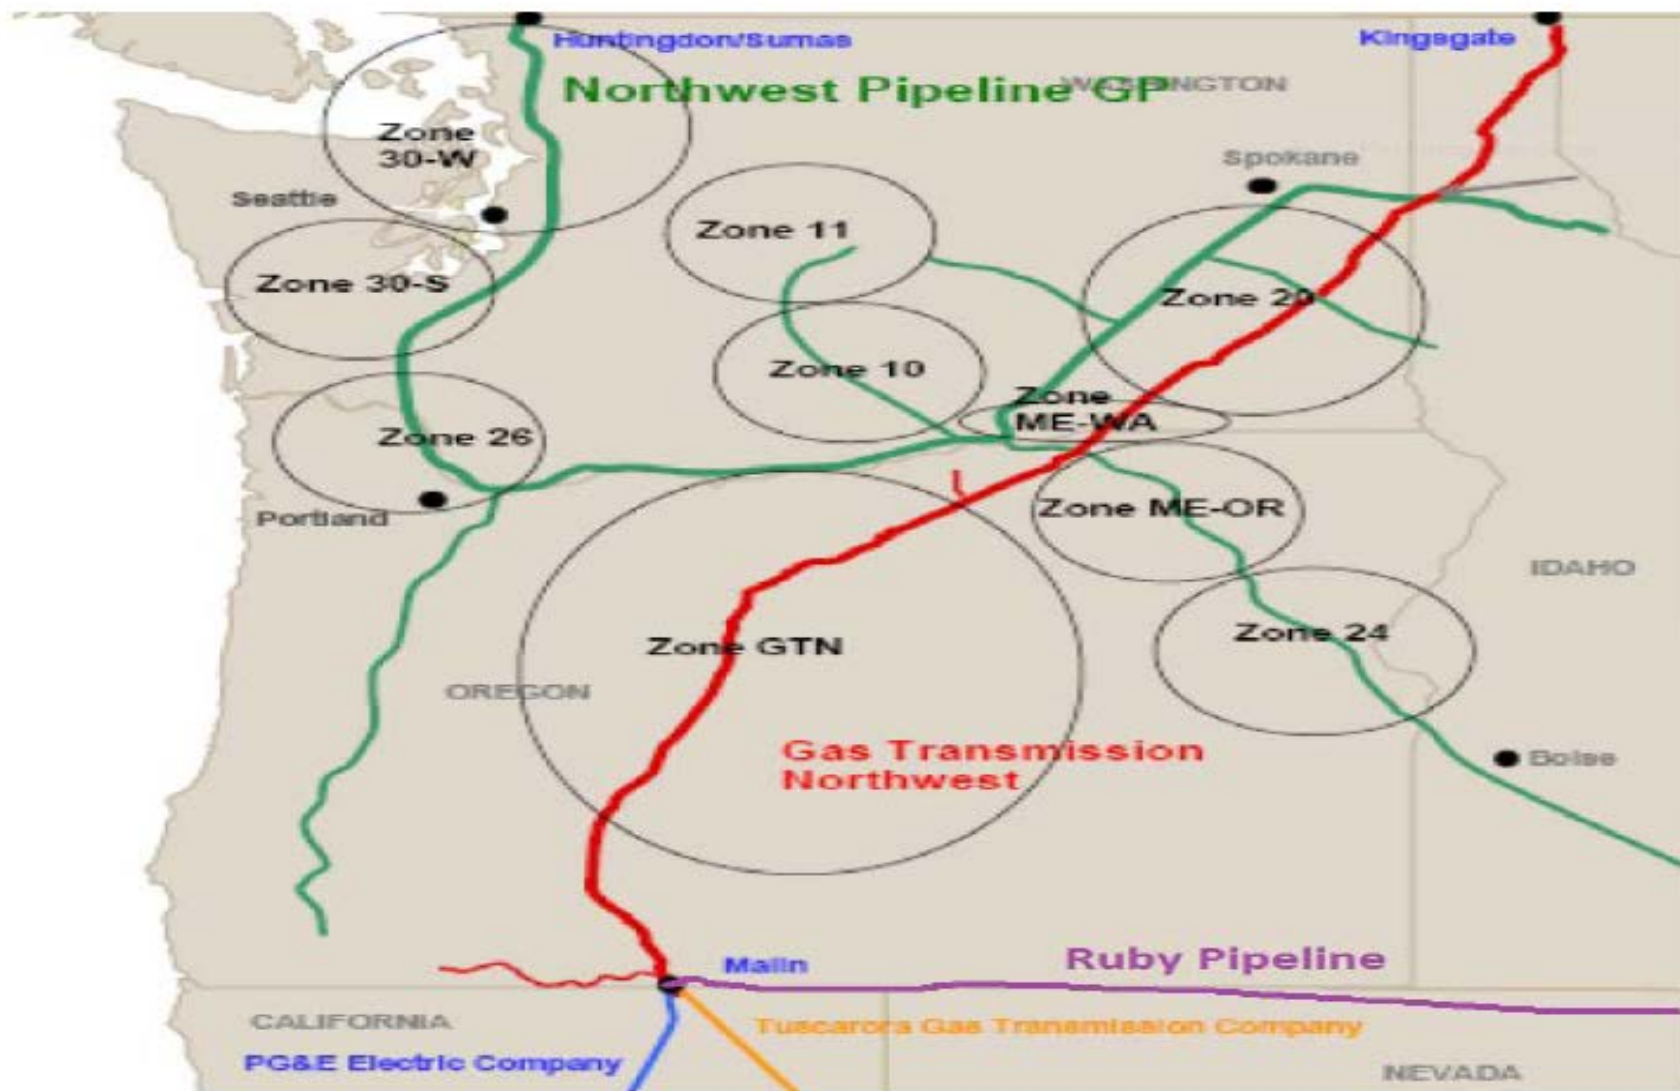 Huntingdon/Sumas
Kingsgate
Northwest Pipeline GP
WASHINGTON
Zone
30-W
Spokane
Seattle
Zone 11
Zone 30-S
Zone 20
Zone 10
Zone
ME-WA
Zone 26
Zone ME-OR
Portland
IDAHO
Zone 24
Zone GTN
OREGON
Gas Transmission
Northwest
Boise
Ruby Pipeline
Malin
CALIFORNIA
Tuscarora Gas Transmission Company
PG&E Electric Company
NEVADA